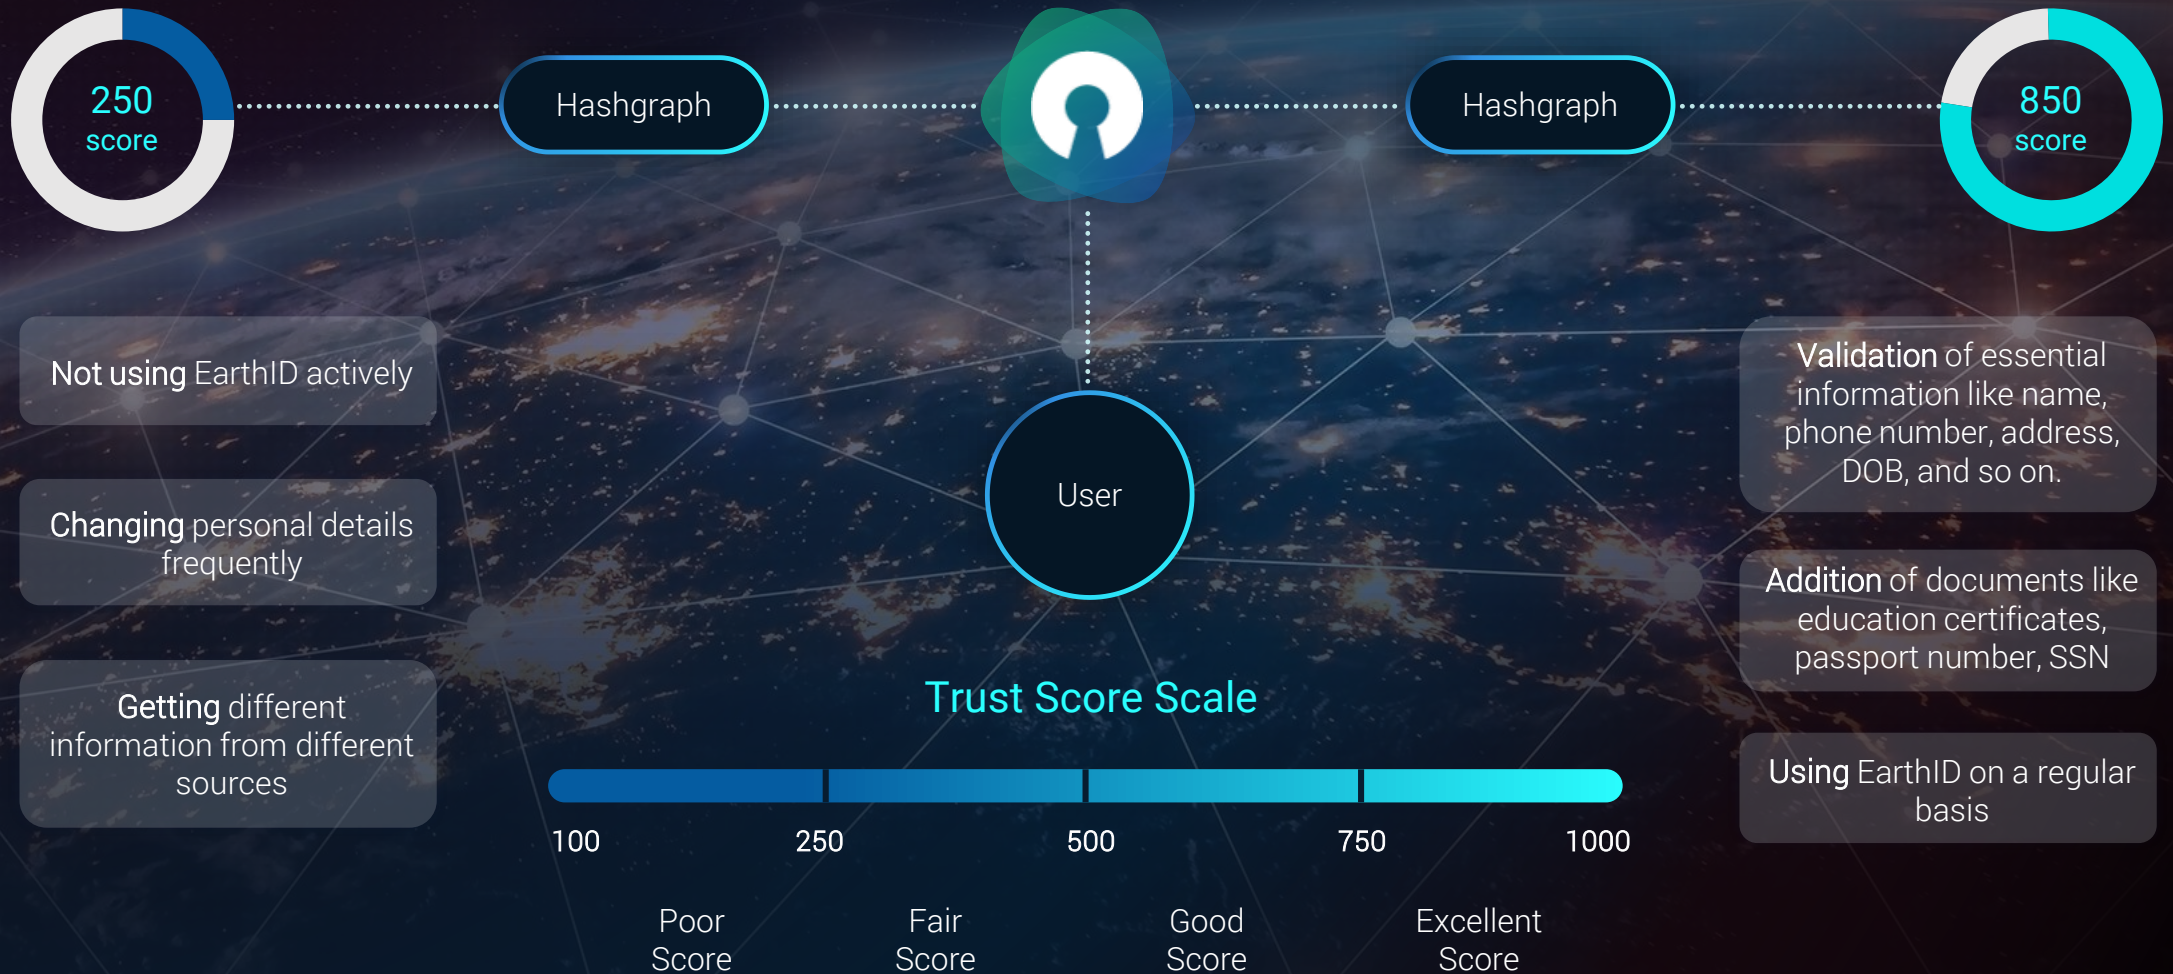 250
score
Hashgraph
Hashgraph
850
score
Not using EarthID actively
Changing personal details
frequently
Getting different
information from different
sources
User
Validation of essential
information like name,
phone number, address,
DOB, and so on.
Addition of documents like
education certificates,
passport number, SSN
Using EarthID on a regular
basis
Trust Score Scale
100 250 500 750 1000
Poor
Score
Fair
Score
Good
Score
Excellent
Score